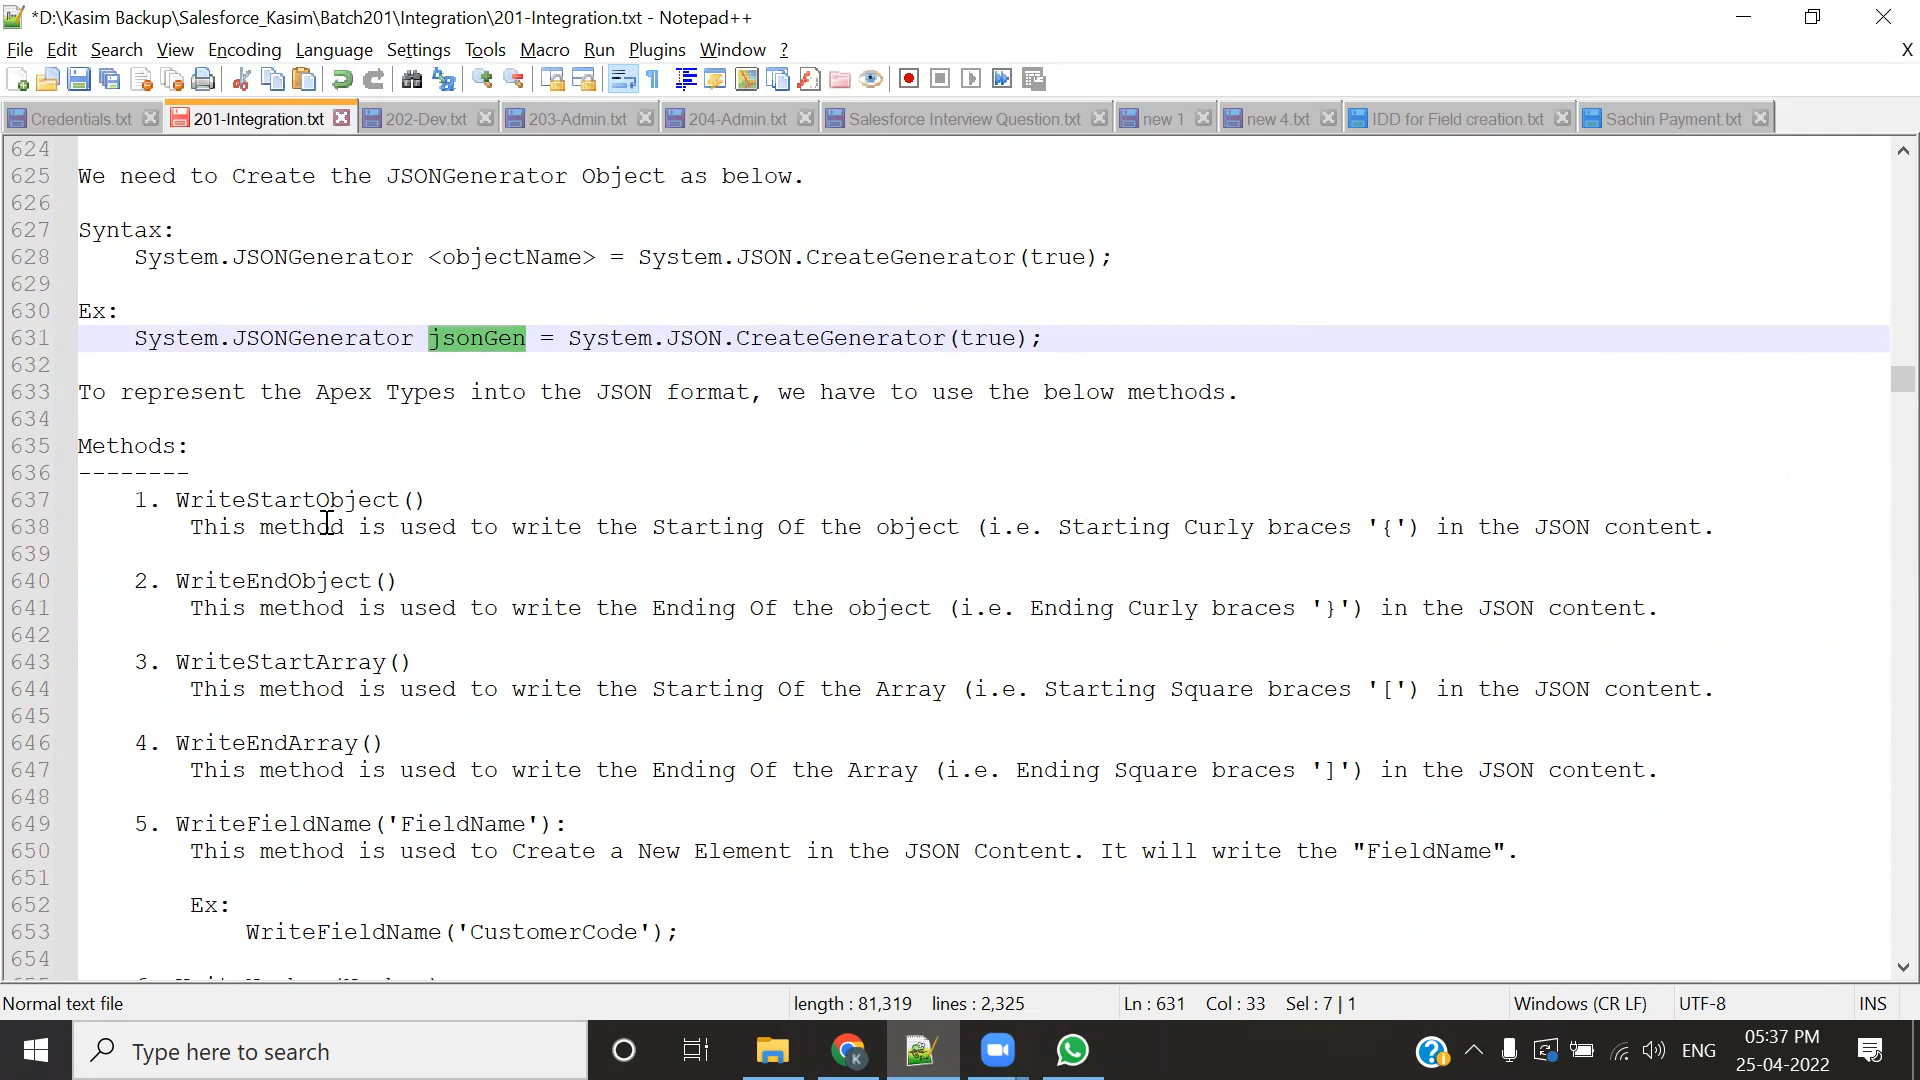 *D:\Kasim Backup\Salesforce_Kasim\Batch201\Integration\201-Integration.txt - Notepad++
File Edit Search View Encoding Language Settings Tools Macro Run Plugins Window ? X
Credentials.txt 201-Integration.txt 202-Dev.txt 203-Admin.txt 204-Admin.txt Salesforce Interview Question.txt new 1 new 4.txt IDD for Field creation.txt Sachin Payment.txt
624
625 We need to Create the JSONGenerator Object as below.
626
627 Syntax:
628 System.JSONGenerator <objectName> = System.JSON.CreateGenerator(true);
629
630 Ex:
631 System.JSONGenerator jsonGen = System.JSON.CreateGenerator(true);
632
633 To represent the Apex Types into the JSON format, we have to use the below methods.
634
635 Methods:
636 --------
637 1. WriteStartObject()
638 This method is used to write the Starting Of the object (i.e. Starting Curly braces '{') in the JSON content.
639
640 2. WriteEndObject()
641 This method is used to write the Ending Of the object (i.e. Ending Curly braces '}') in the JSON content.
642
643 3. WriteStartArray()
644 This method is used to write the Starting Of the Array (i.e. Starting Square braces '[') in the JSON content.
645
646 4. WriteEndArray()
647 This method is used to write the Ending Of the Array (i.e. Ending Square braces ']') in the JSON content.
648
649 5. WriteFieldName('FieldName'):
650 This method is used to Create a New Element in the JSON Content. It will write the "FieldName".
651
652 Ex:
653 WriteFieldName('CustomerCode');
654
Normal text file length : 81,319 lines : 2,325 Ln : 631 Col : 33 Sel : 7 | 1 Windows (CR LF) UTF-8 INS
Type here to search ENG 05:37 PM
25-04-2022